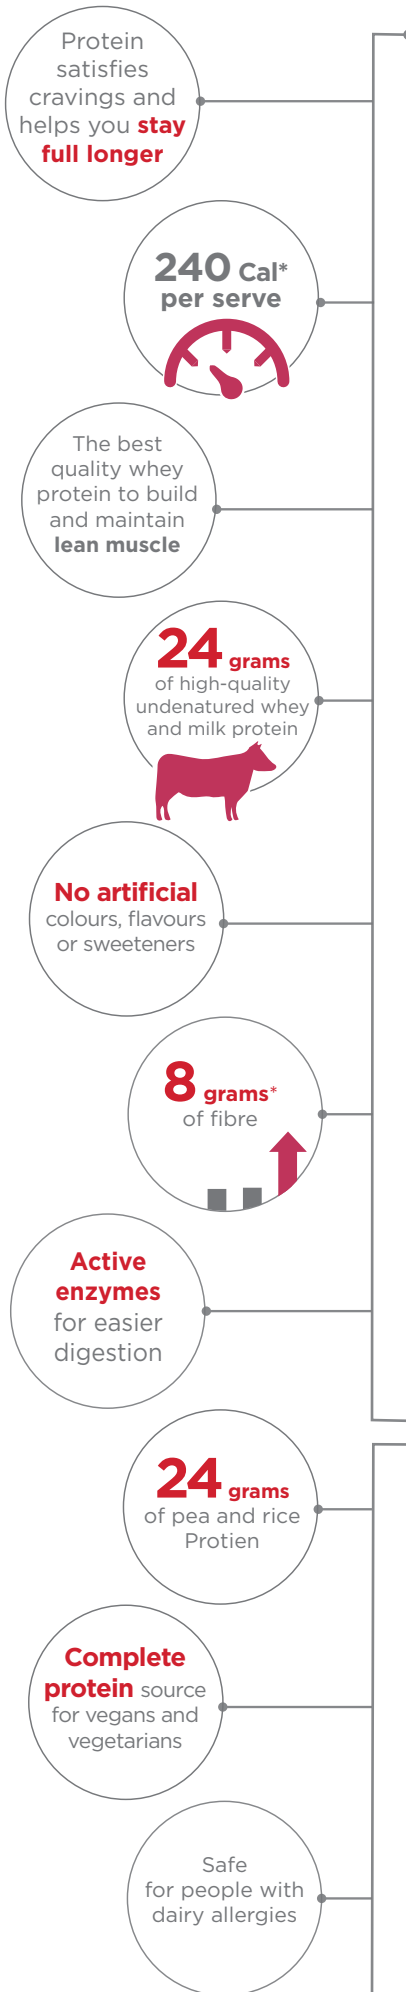 Protein
satisfies
cravings and
helps you stay
full longer
240 Cal*
per serve
The best
quality whey
protein to build
and maintain
lean muscle
24 grams
of high-quality
undenatured whey
and milk protein
No artificial
colours, flavours
or sweeteners
8 grams*
of fibre
Active
enzymes
for easier
digestion
24 grams
of pea and rice
Protien
Complete
protein source
for vegans and
vegetarians
Safe
for people with
dairy allergies